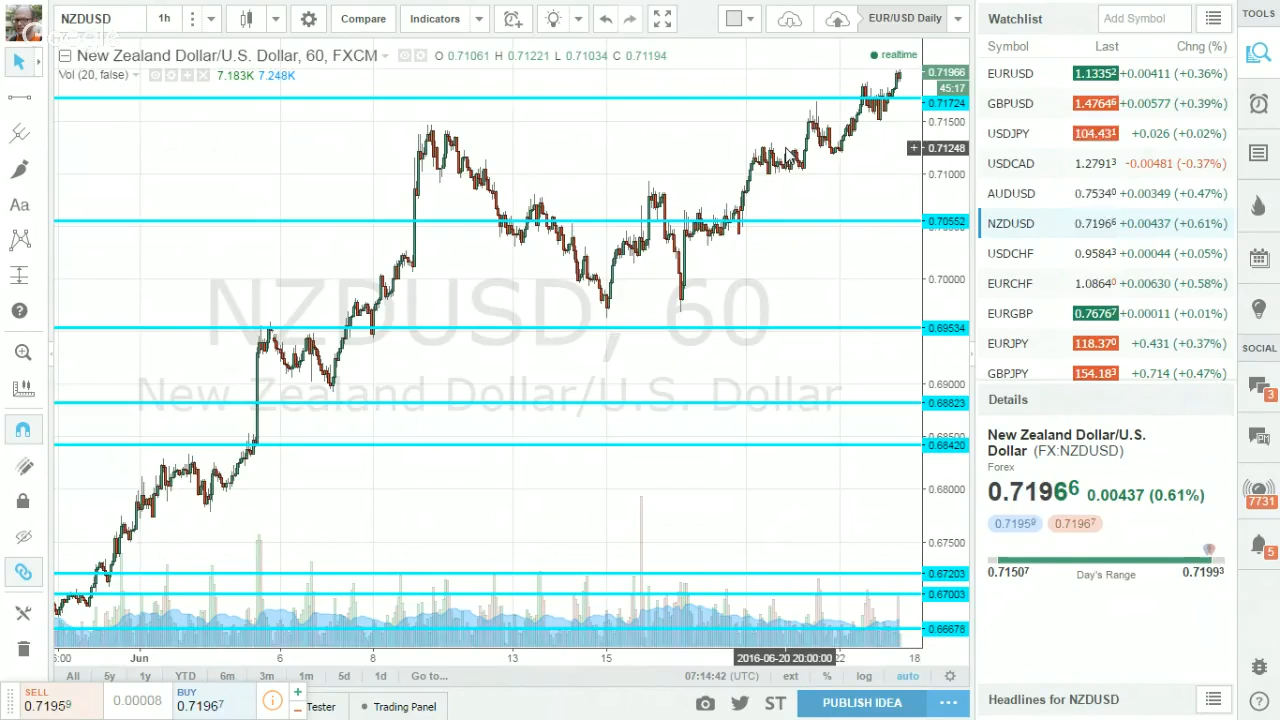 NZDUSD 1h Compare Indicators EUR/USD Daily
New Zealand Dollar/U.S. Dollar, 60, FXCM O 0.71061 H 0.71221 L 0.71034 C 0.71194 realtime
Vol (20, false) 7.183K 7.248K
0.71966
45:17
0.71724
0.71500
+ 0.71248
0.71000
0.70552
0.70000
0.69534
0.69000
0.68823
0.68420
0.68000
0.67500
0.67203
0.67003
0.66678
NZDUSD, 60
New Zealand Dollar/U.S. Dollar
Jun 6 8 13 15 2016-06-20 20:00:00 22
All 5y 1y YTD 6m 3m 1m 5d 1d Go to... 07:14:42 (UTC) ext % log auto
SELL
0.71959
0.00008
BUY
0.71967
Tester Trading Panel
ST PUBLISH IDEA
Watchlist Add Symbol
Symbol Last Chng (%)
EURUSD 1.13352 +0.00411 (+0.36%)
GBPUSD 1.47646 +0.00577 (+0.39%)
USDJPY 104.431 +0.026 (+0.02%)
USDCAD 1.27913 -0.00481 (-0.37%)
AUDUSD 0.75340 +0.00349 (+0.47%)
NZDUSD 0.71966 +0.00437 (+0.61%)
USDCHF 0.95843 +0.00044 (+0.05%)
EURCHF 1.08640 +0.00630 (+0.58%)
EURGBP 0.76767 +0.00011 (+0.01%)
EURJPY 118.370 +0.431 (+0.37%)
GBPJPY 154.183 +0.714 (+0.47%)
Details
New Zealand Dollar/U.S.
Dollar (FX:NZDUSD)
Forex
0.71966 0.00437 (0.61%)
0.71959 0.71967
0.71507 Day's Range 0.71993
Headlines for NZDUSD
TOOLS
SOCIAL
3
7731
5